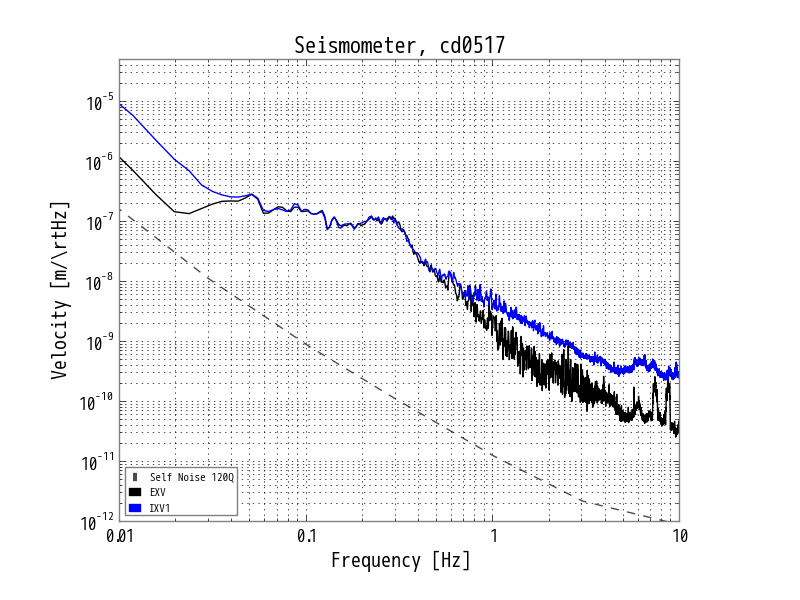 Seismometer, cd0517
Velocity [m/\rtHz]
10-5
10-6
10-7
10-8
10-9
10-10
10-11
10-12
Self Noise 120Q
EXV
IXV1
0.01 0.1 1 10
Frequency [Hz]